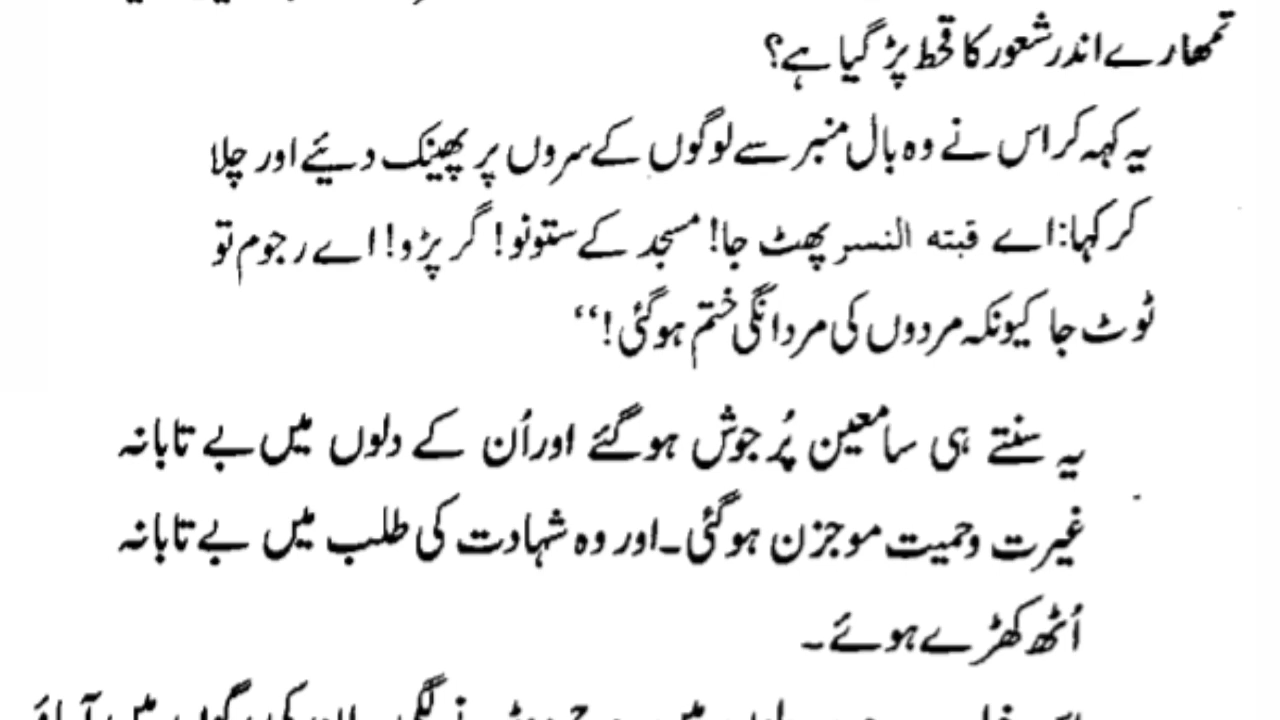 تمھارے اندر شعور کا قحط پڑ گیا ہے؟
یہ کہہ کر اس نے وہ بال منبر سے لوگوں کے سروں پر پھینک دیئے اور چلا
کر کہا: اے قبته النسر پھٹ جا! مسجد کے ستونو! گر پڑو! اے رجوم تو
ٹوٹ جا کیونکہ مردوں کی مردانگی ختم ہوگئی!‘‘
یہ سنتے ہی سامعین پُر جوش ہوگئے اور اُن کے دلوں میں بے تابانہ
غیرت وحمیت موجزن ہوگئی۔ اور وہ شہادت کی طلب میں بے تابانہ
اُٹھ کھڑے ہوئے۔